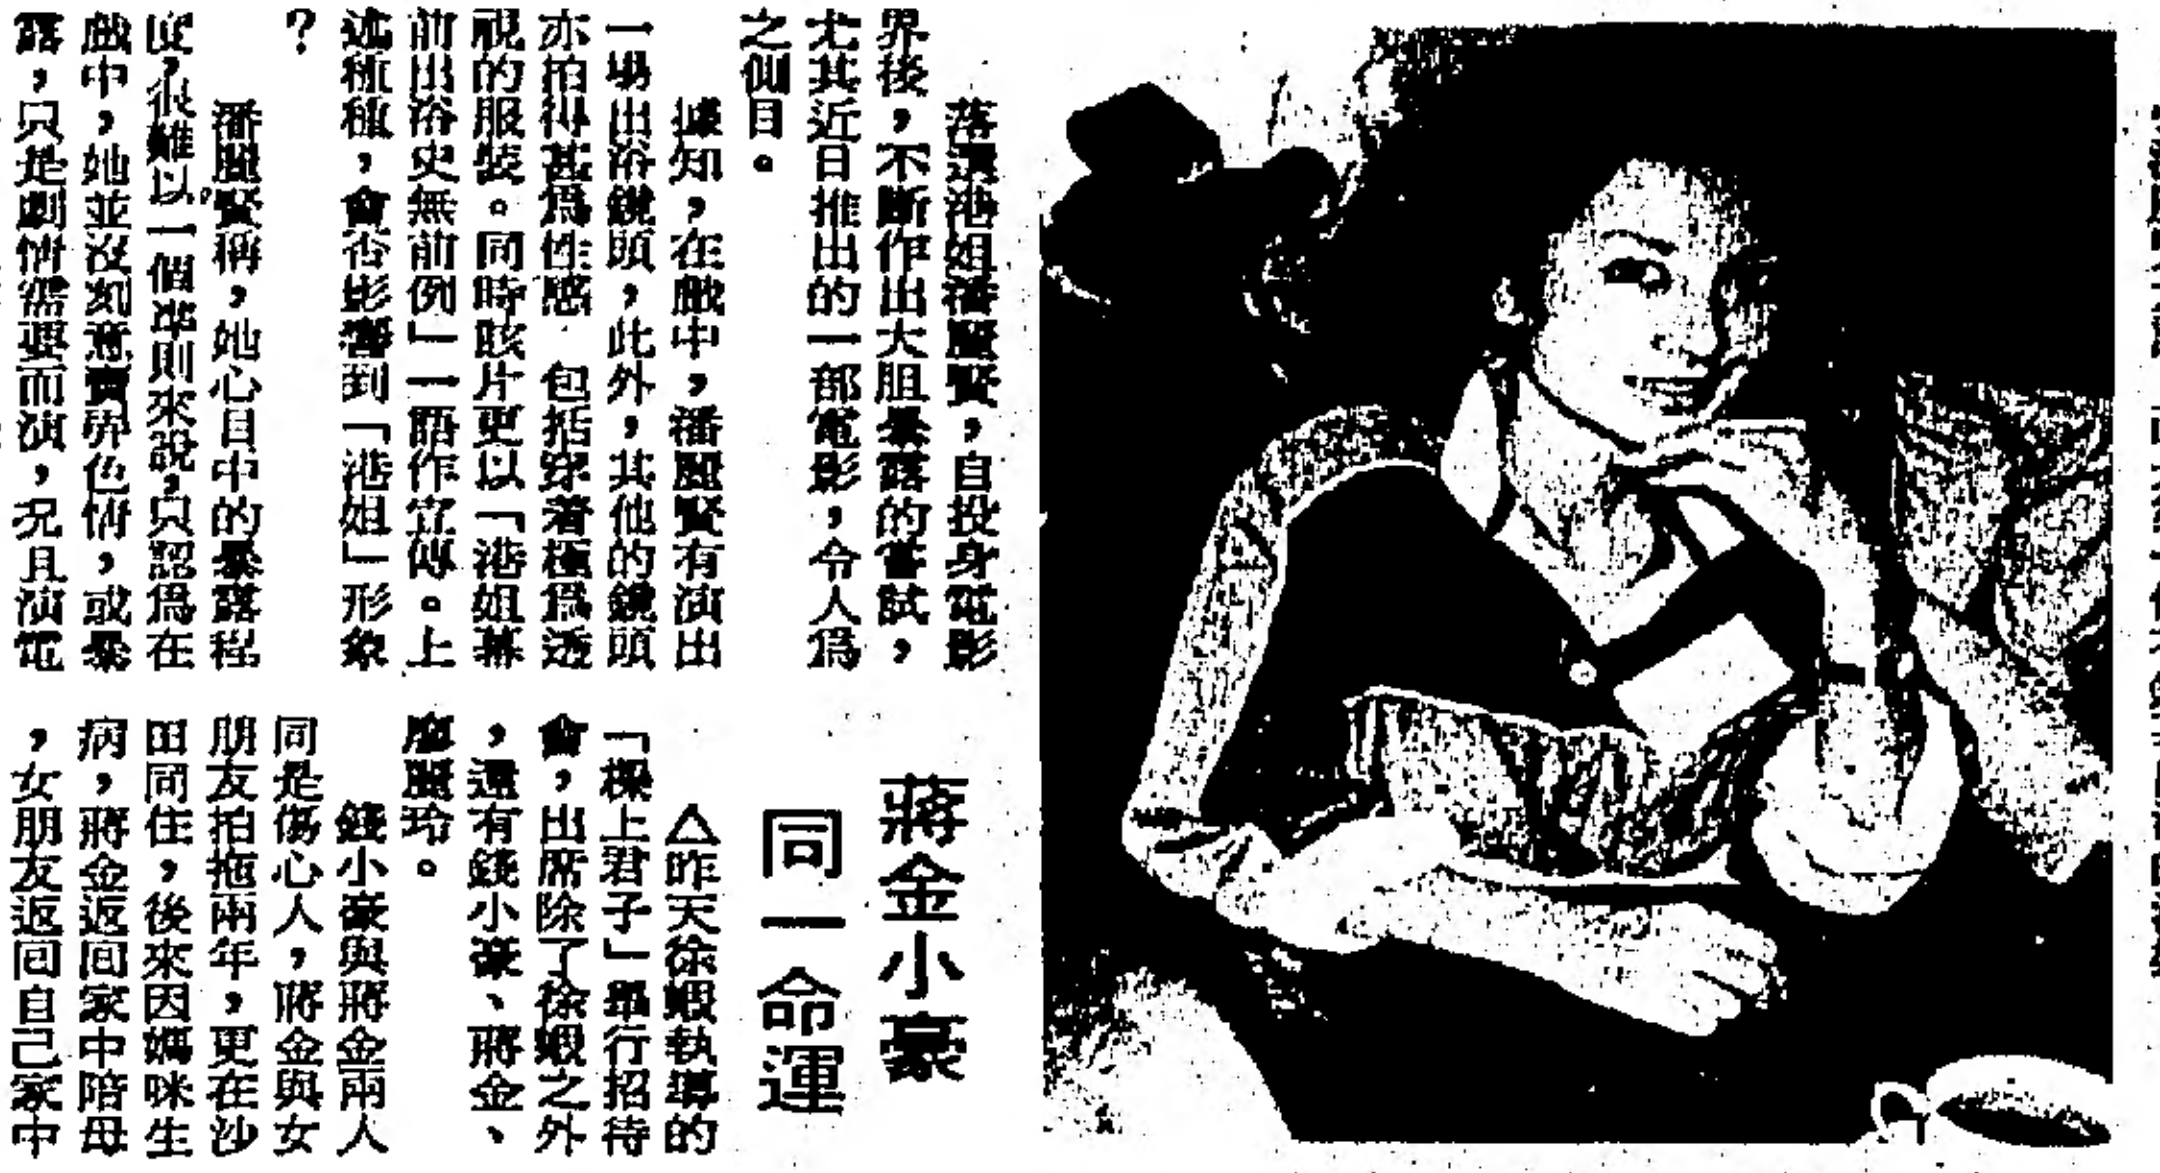 落選港姐潘麗賢，自投身電影
界後，不斷作出大胆暴露的嘗試，
尤其近日推出的一部電影，令人為
之側目。
據知，在戲中，潘麗賢有演出
一場出浴鏡頭，此外，其他的鏡頭
亦拍得甚爲性感　包括穿着極爲透
視的服裝。同時該片更以「港姐幕
前出浴史無前例」一語作宣傳。上
述種種，會否影響到「港姐」形象
？
潘麗賢稱，她心目中的暴露程
度，很難以一個準則來說，只認爲在
戲中，她並沒刻意賣弄色情，或暴
露，只是劇情需要而演，況且演電
蔣金小豪
同一命運
△昨天徐蝦執導的
「樑上君子」舉行招待
會，出席除了徐蝦之外
，還有錢小豪、蔣金、
廖麗玲。
錢小豪與蔣金兩人
同是傷心人，蔣金與女
朋友拍拖兩年，更在沙
田同住，後來因媽咪生
病，蔣金返回家中陪母
，女朋友返回自己家中